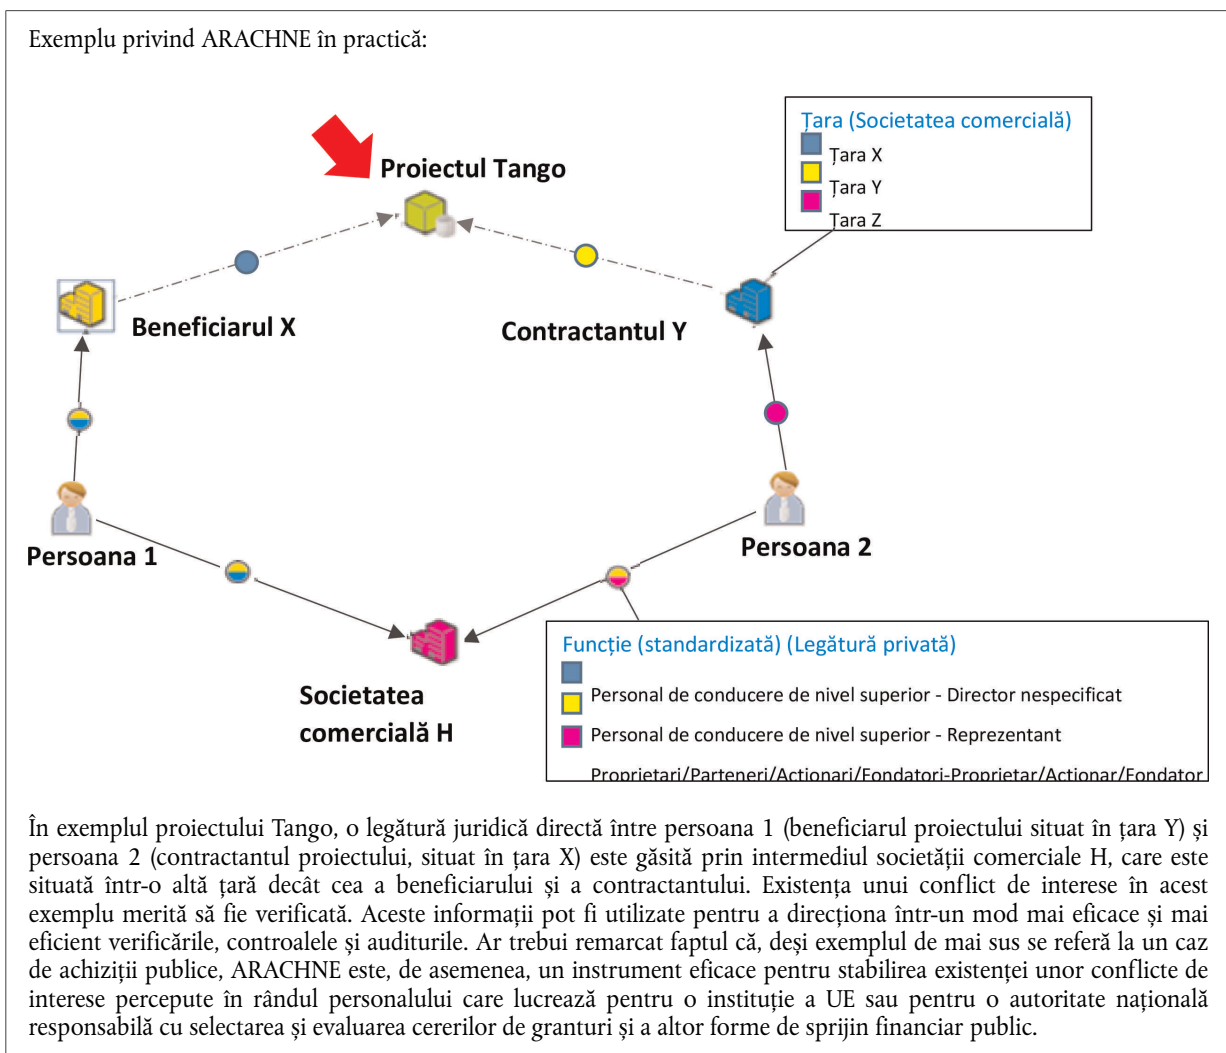 Exemplu privind ARACHNE în practică:
Țara (Societatea comercială)
Țara X
Țara Y
Țara Z
Proiectul Tango
Beneficiarul X
Contractantul Y
Persoana 1
Persoana 2
Societatea
comercială H
Funcție (standardizată) (Legătură privată)
Personal de conducere de nivel superior - Director nespecificat
Personal de conducere de nivel superior - Reprezentant
Proprietari/Parteneri/Acționari/Fondatori-Proprietar/Acționar/Fondator
În exemplul proiectului Tango, o legătură juridică directă între persoana 1 (beneficiarul proiectului situat în țara Y) și
persoana 2 (contractantul proiectului, situat în țara X) este găsită prin intermediul societății comerciale H, care este
situată într-o altă țară decât cea a beneficiarului și a contractantului. Existența unui conflict de interese în acest
exemplu merită să fie verificată. Aceste informații pot fi utilizate pentru a direcționa într-un mod mai eficace și mai
eficient verificările, controalele și auditurile. Ar trebui remarcat faptul că, deși exemplul de mai sus se referă la un caz
de achiziții publice, ARACHNE este, de asemenea, un instrument eficace pentru stabilirea existenței unor conflicte de
interese percepute în rândul personalului care lucrează pentru o instituție a UE sau pentru o autoritate națională
responsabilă cu selectarea și evaluarea cererilor de granturi și a altor forme de sprijin financiar public.